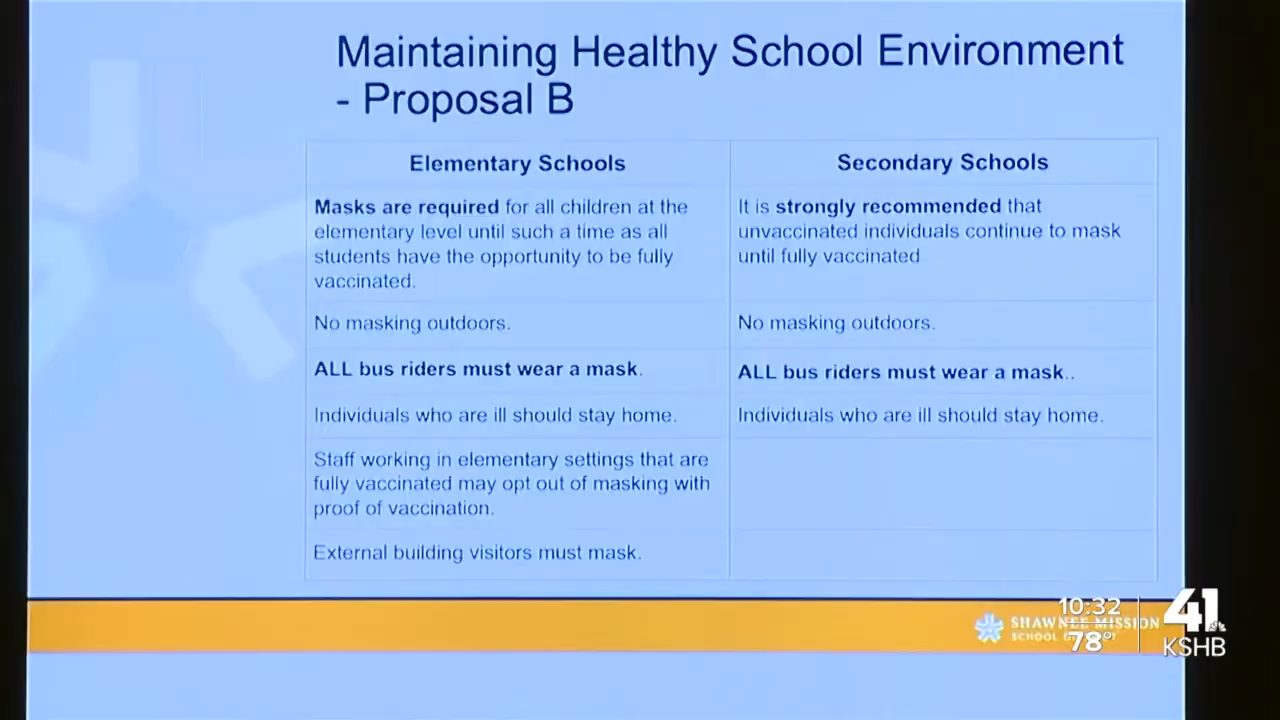 Maintaining Healthy School Environment
- Proposal B
Elementary Schools
Secondary Schools
Masks are required for all children at the
elementary level until such a time as all
students have the opportunity to be fully
vaccinated.
It is strongly recommended that
unvaccinated individuals continue to mask
until fully vaccinated
No masking outdoors.
No masking outdoors.
ALL bus riders must wear a mask.
ALL bus riders must wear a mask..
Individuals who are ill should stay home.
Individuals who are ill should stay home.
Staff working in elementary settings that are
fully vaccinated may opt out of masking with
proof of vaccination.
External building visitors must mask.
SHAWNEE MISSION
SCHOOL
10:32
78°
41
KSHB